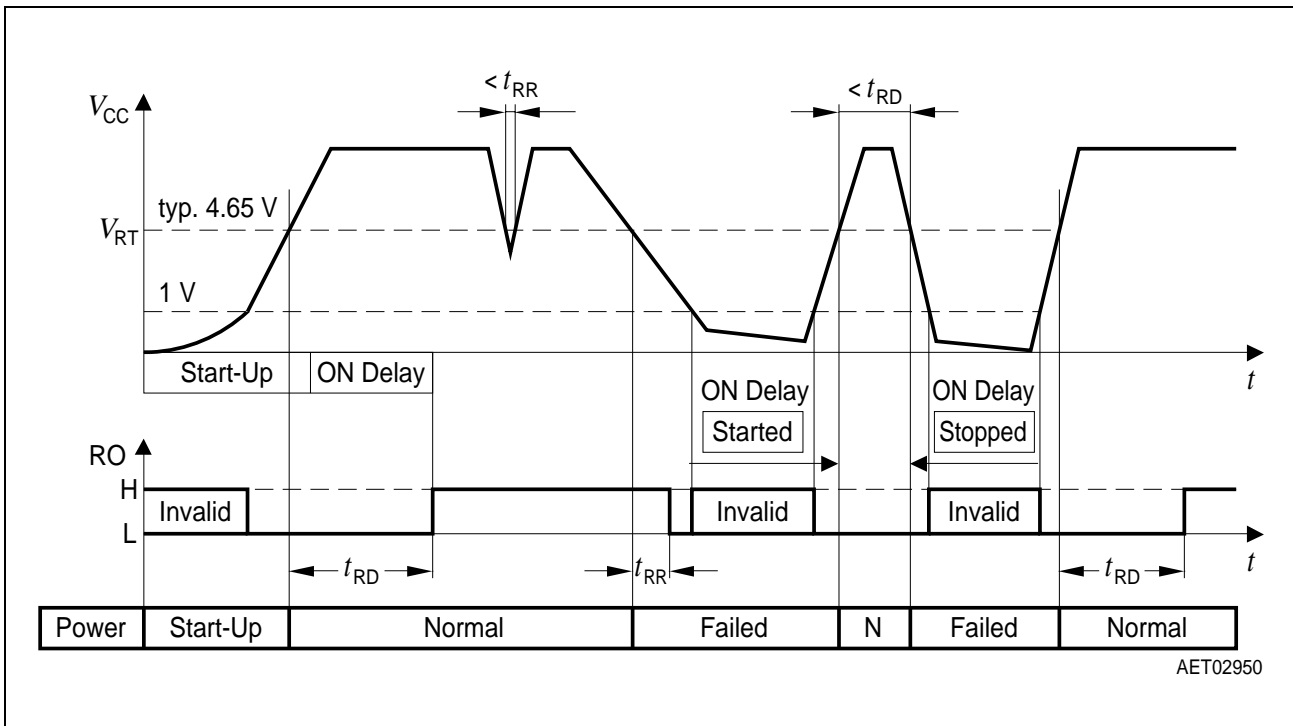 < tRR
< tRD
VCC
typ. 4.65 V
VRT
1 V
Start-Up
ON Delay
t
ON Delay
Started
ON Delay
Stopped
RO
H
L
Invalid
Invalid
Invalid
t
tRD
tRR
tRD
Power
Start-Up
Normal
Failed
N
Failed
Normal
AET02950